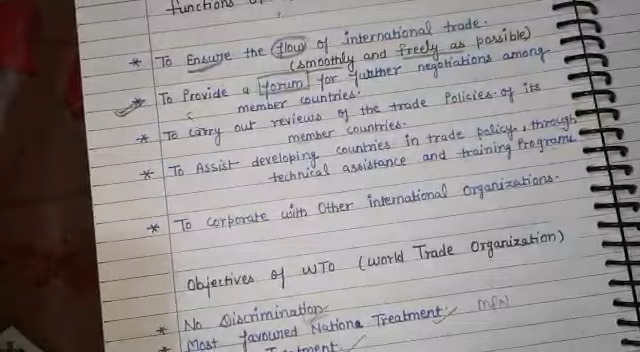 functions
* To Ensure the flow of international trade.
(smoothly and freely as possible)
* To Provide a forum for further negotiations among
member countries.
* To carry out reviews of the trade Policies of its
member countries.
* To Assist developing countries in trade policy, through
technical assistance and training Programs
* To corporate with Other international Organizations.
Objectives of WTO (World Trade Organization)
* No Discrimination
* Most favoured Nations Treatment MFN